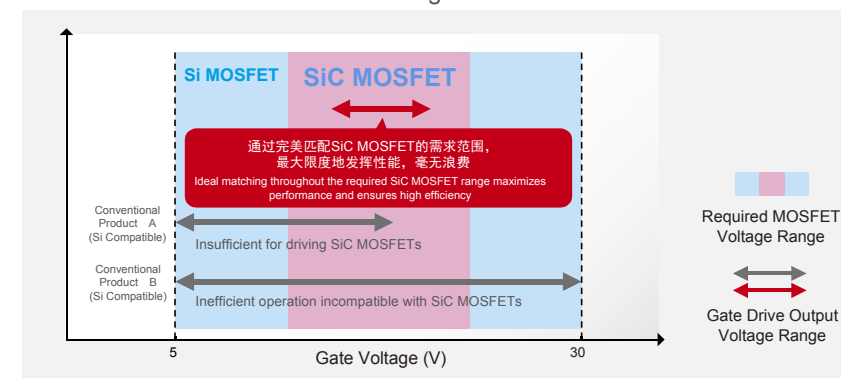 Si MOSFET
SiC MOSFET
通过完美匹配SiC MOSFET的需求范围,
最大限度地发挥性能，毫无浪费
Ideal matching throughout the required SiC MOSFET range maximizes
performance and ensures high efficiency
Conventional
Product A
(Si Compatible)
Insufficient for driving SiC MOSFETs
Conventional
Product B
(Si Compatible)
Inefficient operation incompatible with SiC MOSFETs
5
Gate Voltage (V)
30
Required MOSFET
Voltage Range
Gate Drive Output
Voltage Range